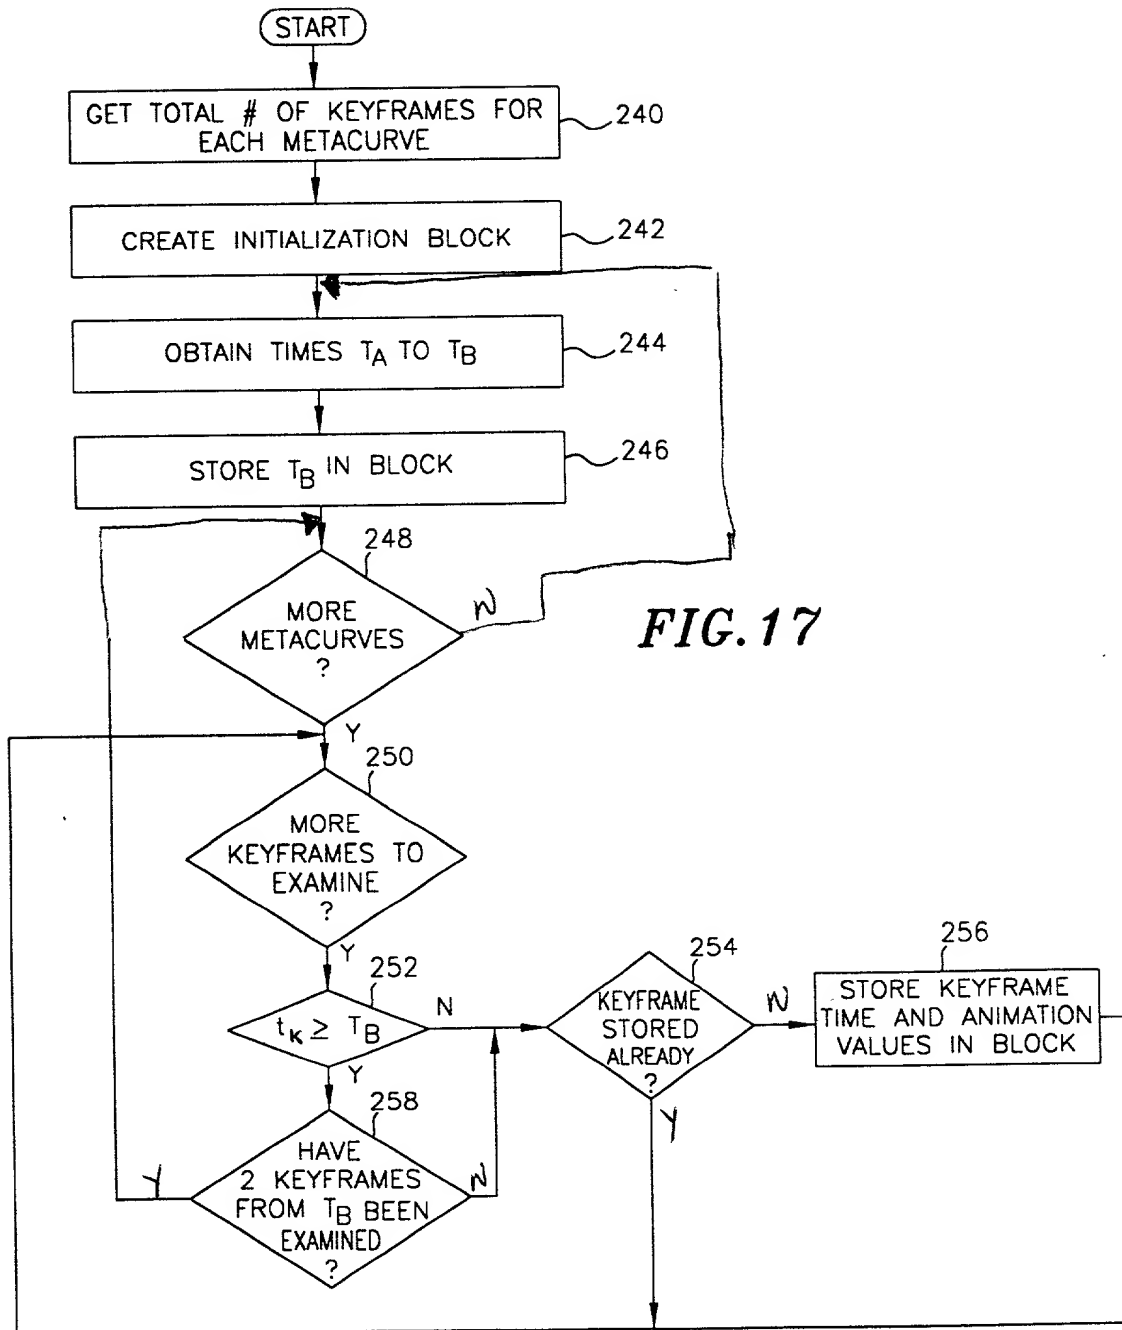 START
GET TOTAL # OF KEYFRAMES FOR
EACH METACURVE
240
CREATE INITIALIZATION BLOCK
242
OBTAIN TIMES TA TO TB
244
STORE TB IN BLOCK
246
248
MORE
METACURVES
?
N
FIG. 17
Y
250
MORE
KEYFRAMES TO
EXAMINE
?
Y
252
tK ≥ TB
N
254
KEYFRAME
STORED
ALREADY
?
N
256
STORE KEYFRAME
TIME AND ANIMATION
VALUES IN BLOCK
Y
Y
258
HAVE
2 KEYFRAMES
FROM TB BEEN
EXAMINED
?
Y
N